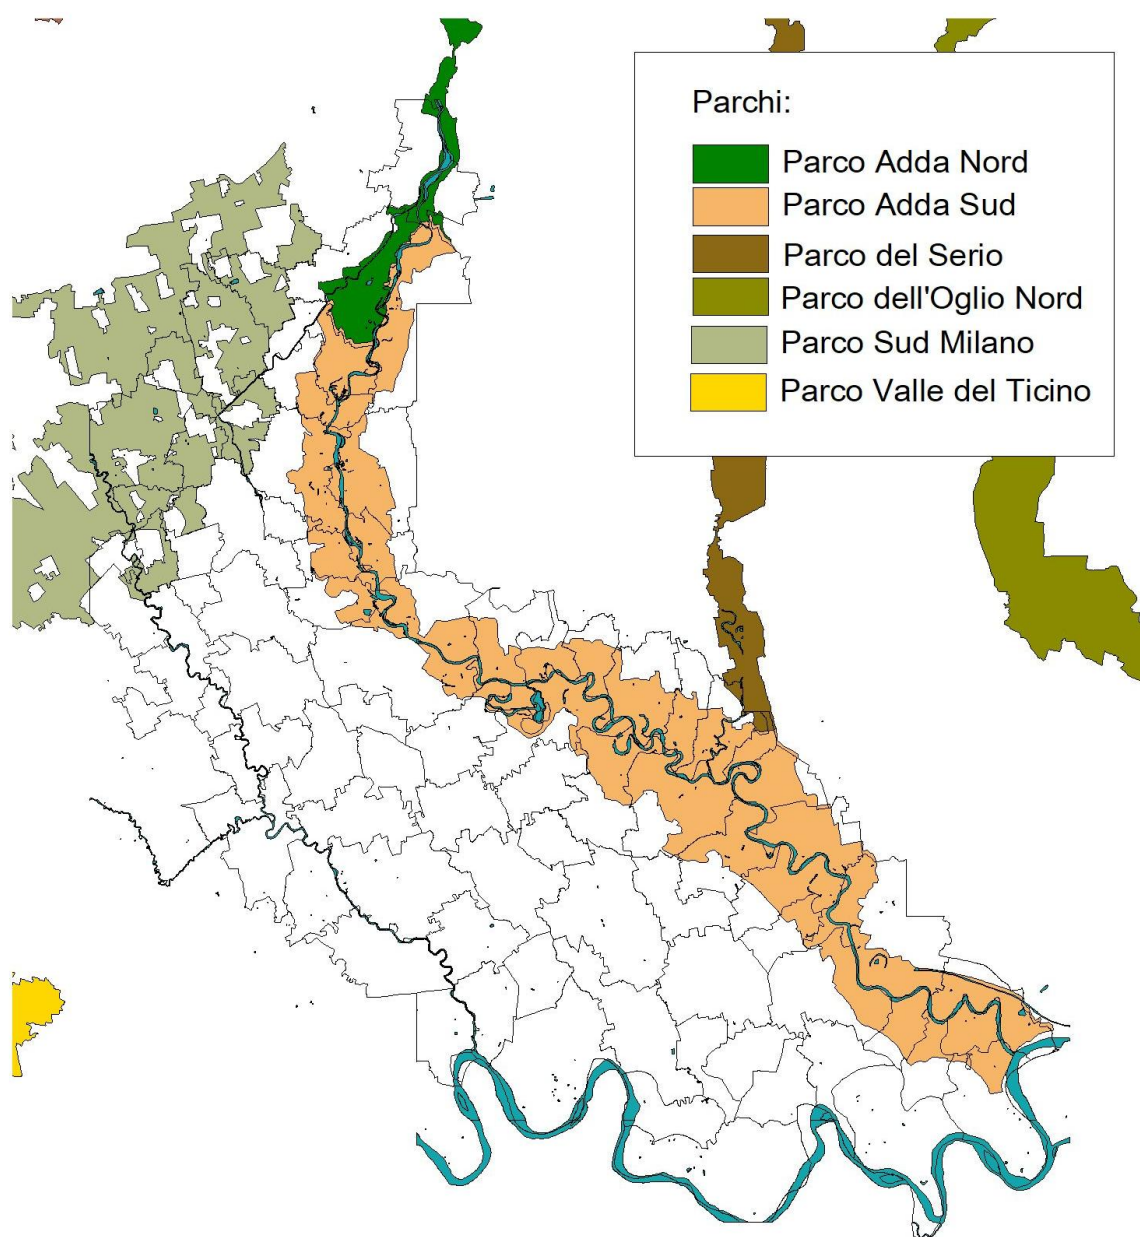 Parchi:
Parco Adda Nord
Parco Adda Sud
Parco del Serio
Parco dell'Oglio Nord
Parco Sud Milano
Parco Valle del Ticino